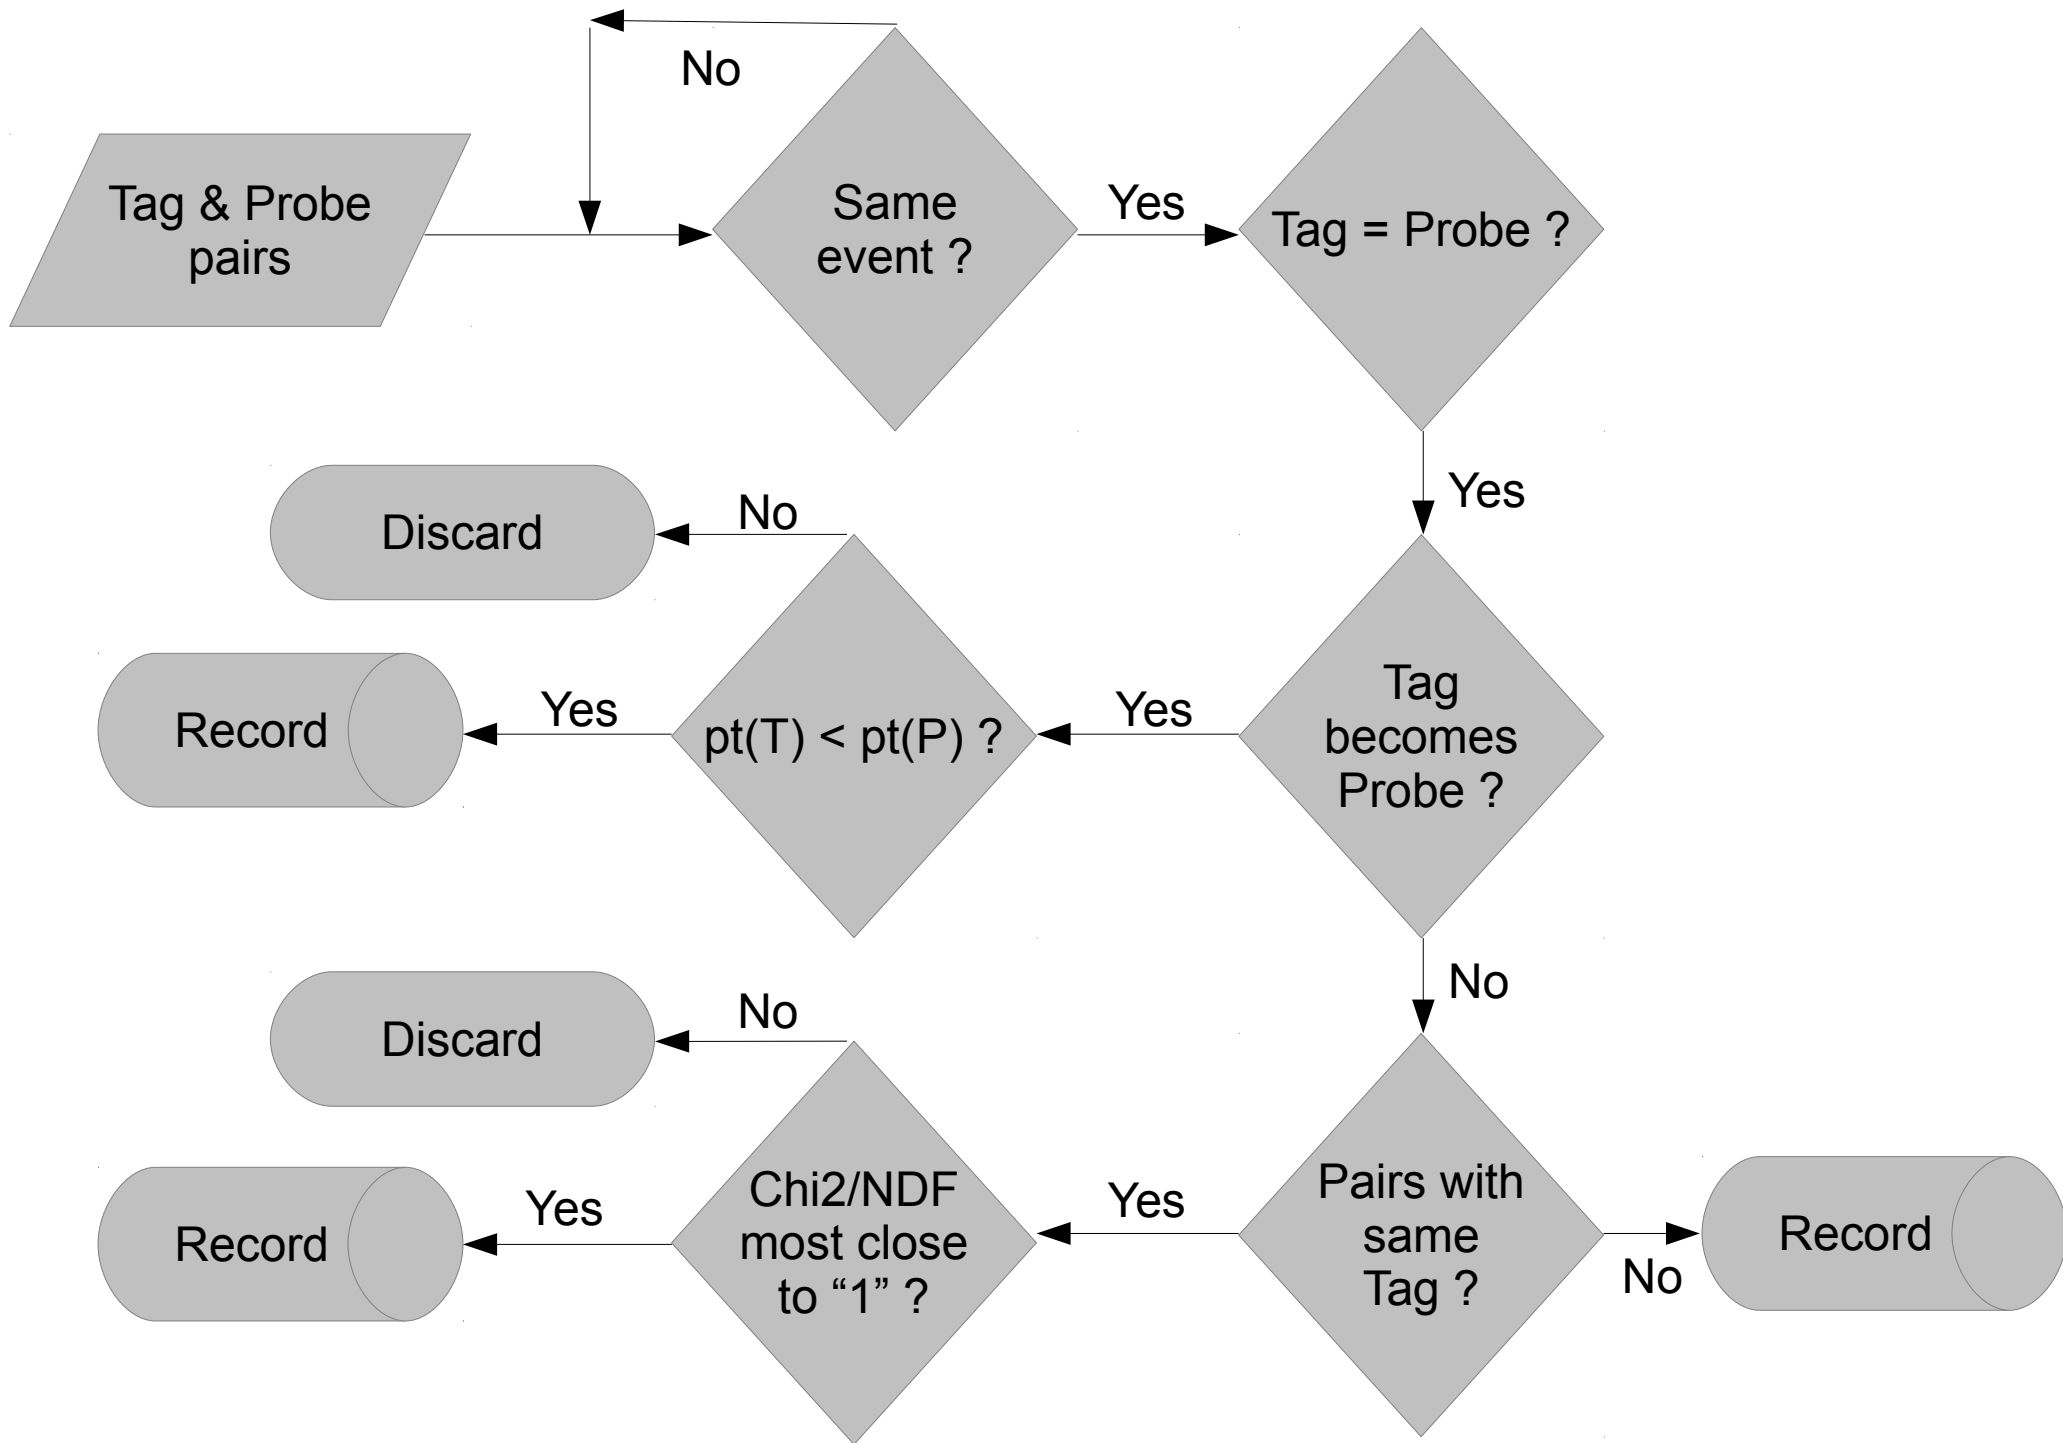 No
Tag & Probe
pairs
Same
event ?
Yes
Tag = Probe ?
Yes
Discard
No
Record
Yes
pt(T) < pt(P) ?
Yes
Tag
becomes
Probe ?
No
Discard
No
Record
Yes
Chi2/NDF
most close
to “1” ?
Yes
Pairs with
same
Tag ?
No
Record